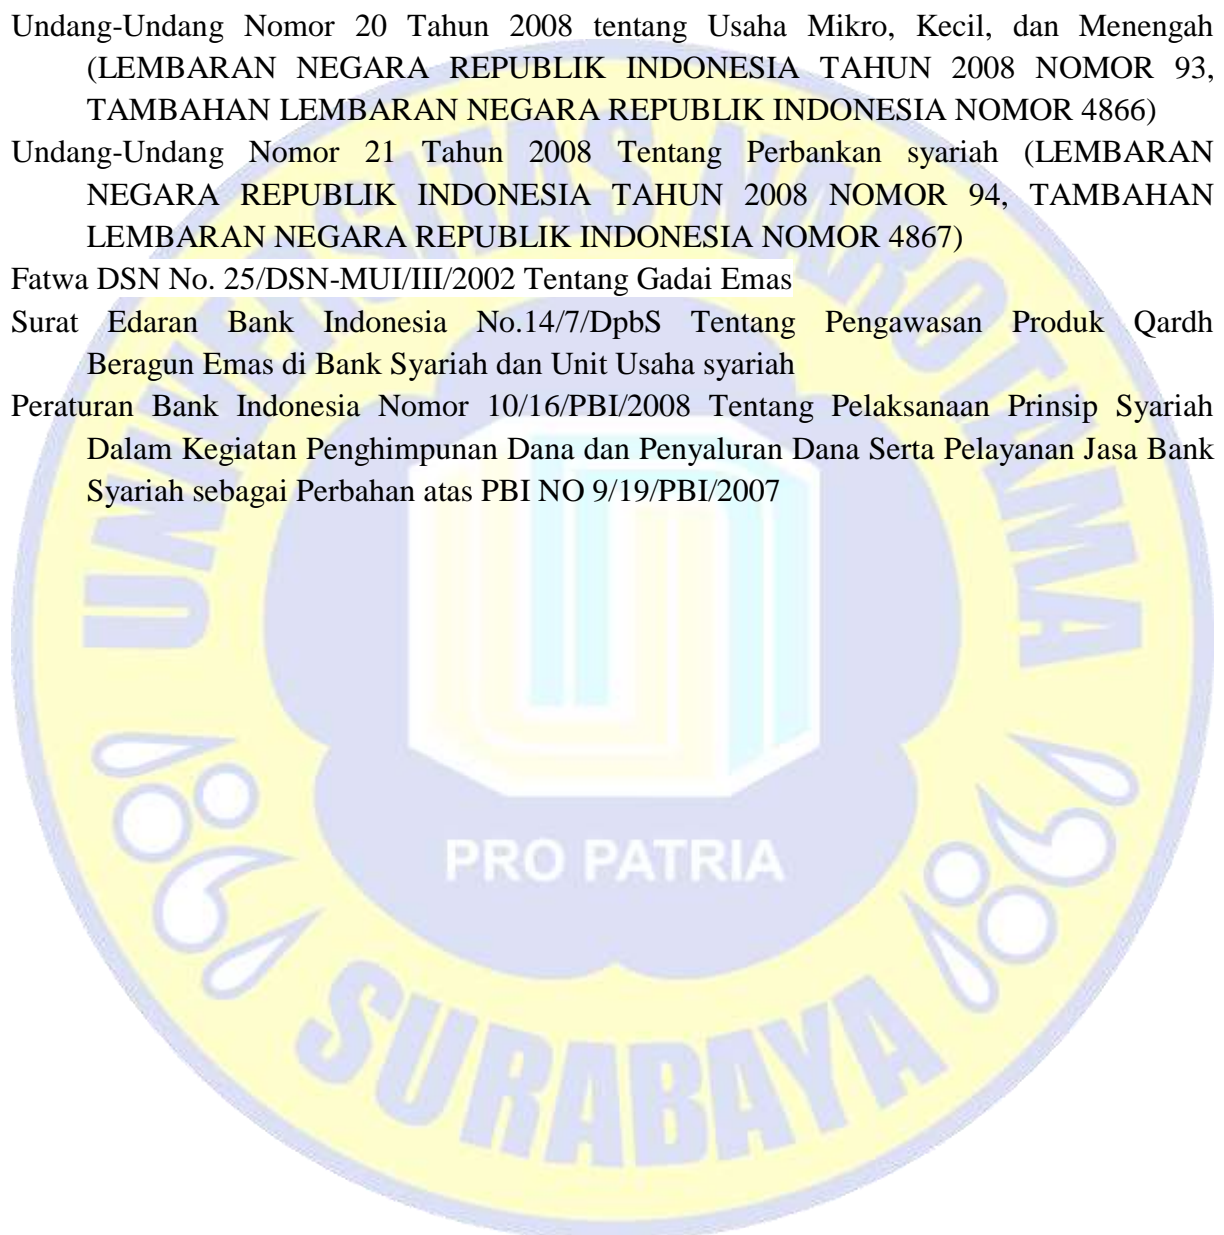 Undang-Undang Nomor 20 Tahun 2008 tentang Usaha Mikro, Kecil, dan Menengah
(LEMBARAN NEGARA REPUBLIK INDONESIA TAHUN 2008 NOMOR 93,
TAMBAHAN LEMBARAN NEGARA REPUBLIK INDONESIA NOMOR 4866)
Undang-Undang Nomor 21 Tahun 2008 Tentang Perbankan syariah (LEMBARAN
NEGARA REPUBLIK INDONESIA TAHUN 2008 NOMOR 94, TAMBAHAN
LEMBARAN NEGARA REPUBLIK INDONESIA NOMOR 4867)
Fatwa DSN No. 25/DSN-MUI/III/2002 Tentang Gadai Emas
Surat Edaran Bank Indonesia No.14/7/DpbS Tentang Pengawasan Produk Qardh
Beragun Emas di Bank Syariah dan Unit Usaha syariah
Peraturan Bank Indonesia Nomor 10/16/PBI/2008 Tentang Pelaksanaan Prinsip Syariah
Dalam Kegiatan Penghimpunan Dana dan Penyaluran Dana Serta Pelayanan Jasa Bank
Syariah sebagai Perbahan atas PBI NO 9/19/PBI/2007
UNIVERSITAS NAROTAMA
PRO PATRIA
SURABAYA